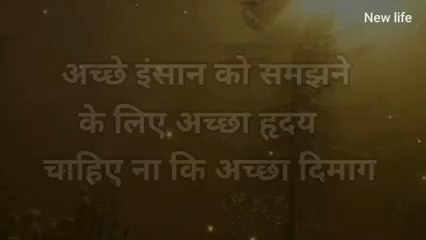 New life
अच्छे इंसान को समझने
के लिए अच्छा हृदय
चाहिए ना कि अच्छा दिमाग